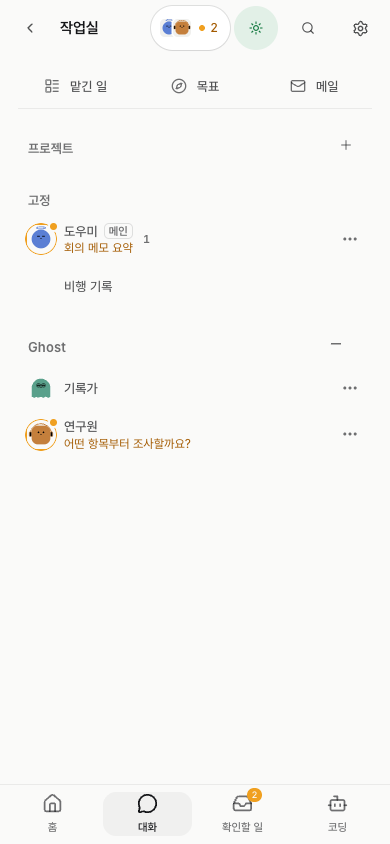 작업실
2
맡긴 일
목표
메일
프로젝트
고정
도우미 메인
회의 메모 요약 1
비행 기록
Ghost
기록가
연구원
어떤 항목부터 조사할까요?
2
홈
대화
확인할 일
코딩